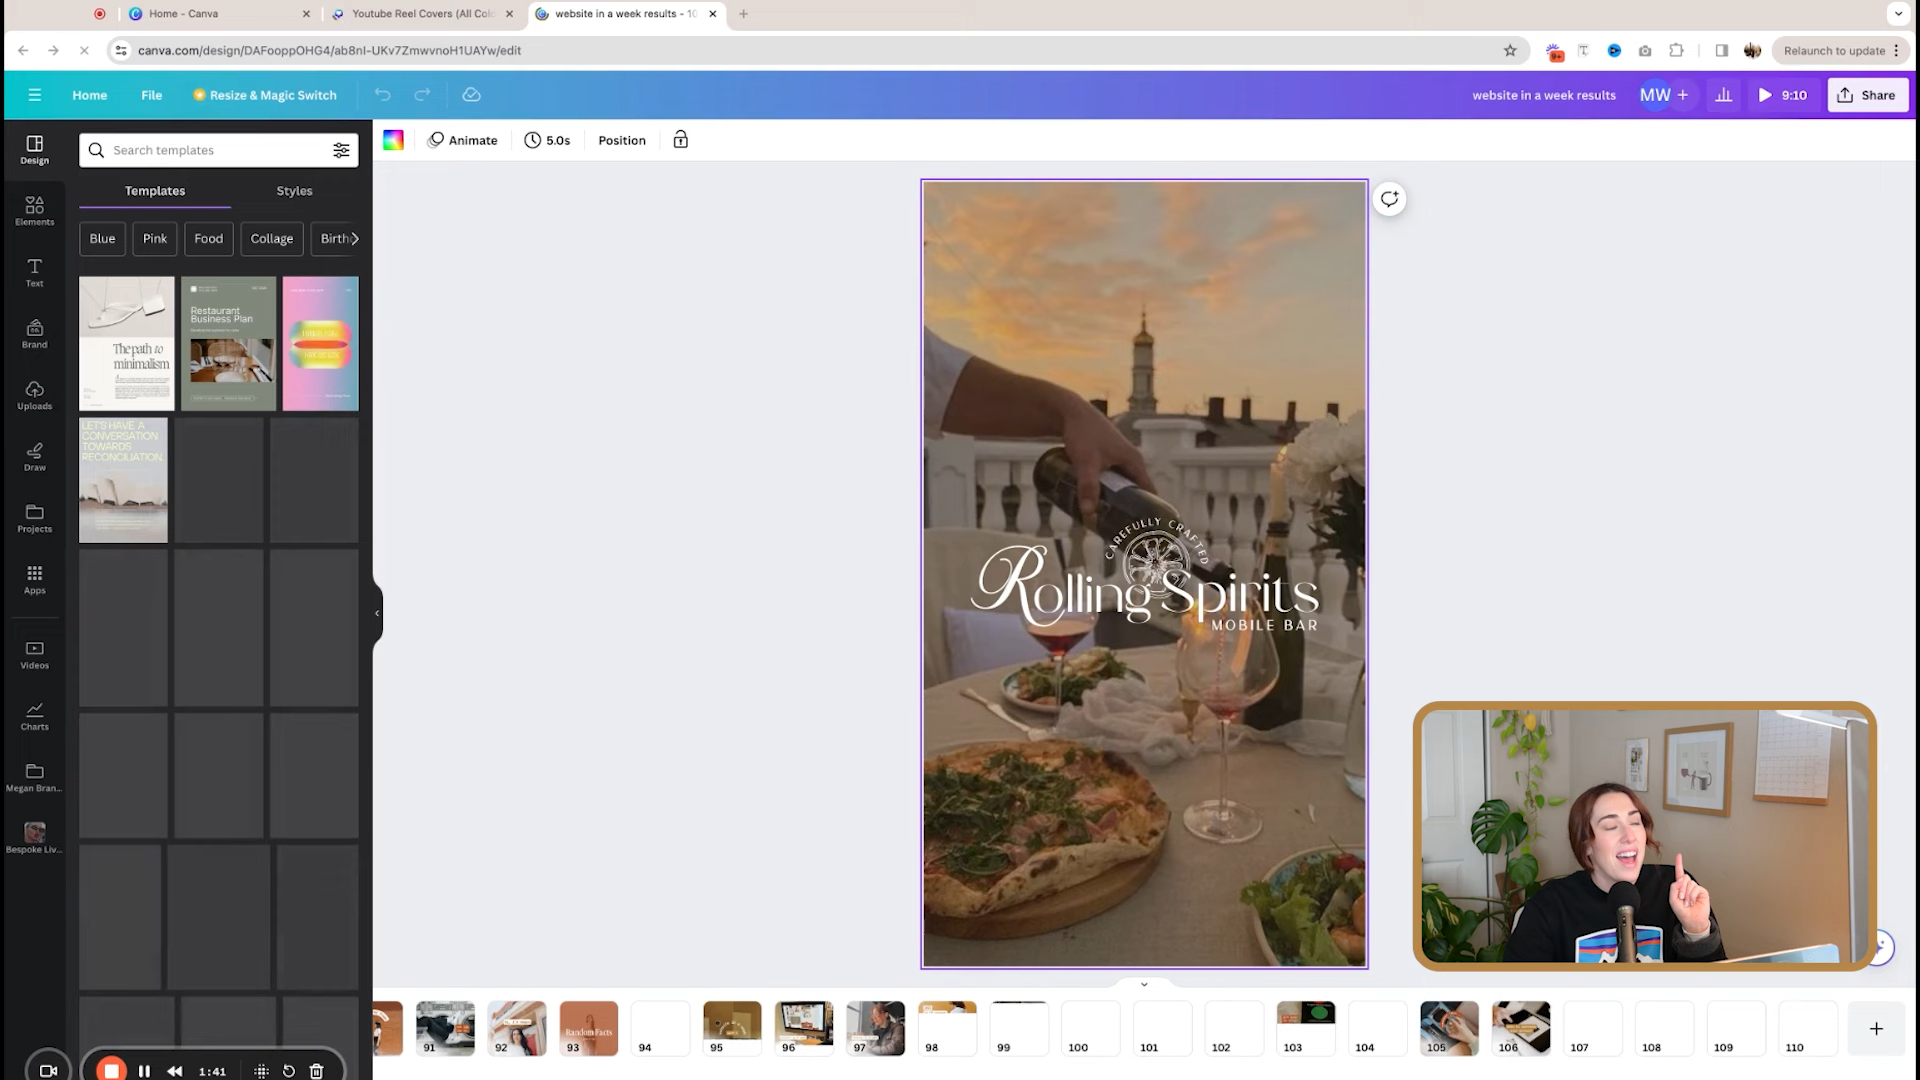 Home - Canva
Youtube Reel Covers (All Colo
website in a week results - 10
canva.com/design/DAFooppOHG4/ab8nI-UKv7ZmwvnoH1UAYw/edit
9+
Relaunch to update
Home
File
Resize & Magic Switch
website in a week results
MW
9:10
Share
Design
Search templates
Animate
5.0s
Position
Templates
Styles
Elements
Blue
Pink
Food
Collage
Birth
Text
Restaurant
Business Plan
Brand
The path to
minimalism
Uploads
LET'S HAVE A
CONVERSATION
TOWARDS
RECONCILIATION
Draw
Projects
Apps
CAREFULLY CRAFTED
Rolling Spirits
MOBILE BAR
Videos
Charts
Megan Bran...
Bespoke Liv...
Random Facts
91
92
93
94
95
96
97
98
99
100
101
102
103
104
105
106
107
108
109
110
1:41